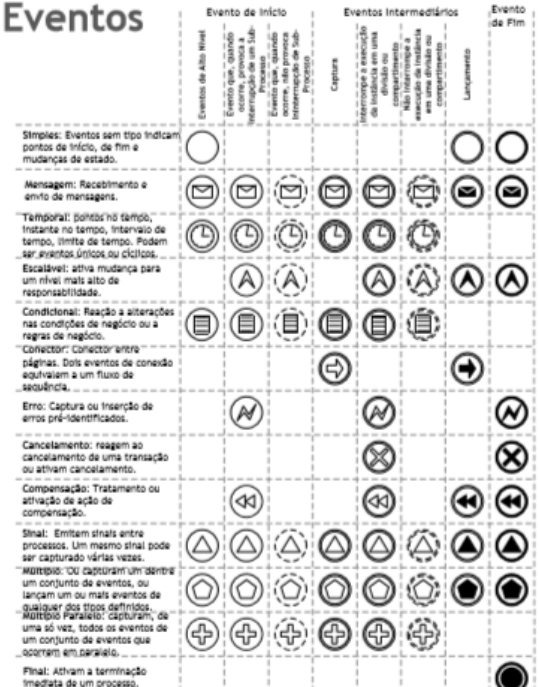 Eventos
Evento de Início
Eventos Intermediários
Evento
de Fim
Eventos de Alto Nível
Evento que, quando
ocorre, provoca a
interrupção de um Sub-
Processo
Evento que, quando
ocorre, não provoca
ininterrupção de Sub-
Processo
Captura
Interrompe a execução
de instância em uma
divisão ou
compartimento
Não interrompe a
execução de instância
em uma divisão ou
compartimento
Lançamento
Simples: Eventos sem tipo indicam
pontos de início, de fim e
mudanças de estado.
Mensagem: Recebimento e
envio de mensagens.
Temporal: pontos no tempo,
instante no tempo, intervalo de
tempo, limite de tempo. Podem
ser eventos únicos ou cíclicos.
Escalável: ativa mudança para
um nível mais alto de
responsabilidade.
Condicional: Reação a alterações
nas condições de negócio ou a
regras de negócio.
Conector: Conector entre
páginas. Dois eventos de conexão
equivalem a um fluxo de
sequência.
Erro: Captura ou inserção de
erros pré-identificados.
Cancelamento: reagem ao
cancelamento de uma transação
ou ativam cancelamento.
Compensação: Tratamento ou
ativação de ação de
compensação.
Sinal: Emitem sinais entre
processos. Um mesmo sinal pode
ser capturado várias vezes.
Múltiplo: Ou capturam um dentre
um conjunto de eventos, ou
lançam um ou mais eventos de
qualquer dos tipos definidos.
Múltiplo Paralelo: capturam, de
uma só vez, todos os eventos de
um conjunto de eventos que
ocorrem em paralelo.
Final: Ativam a terminação
imediata de um processo.